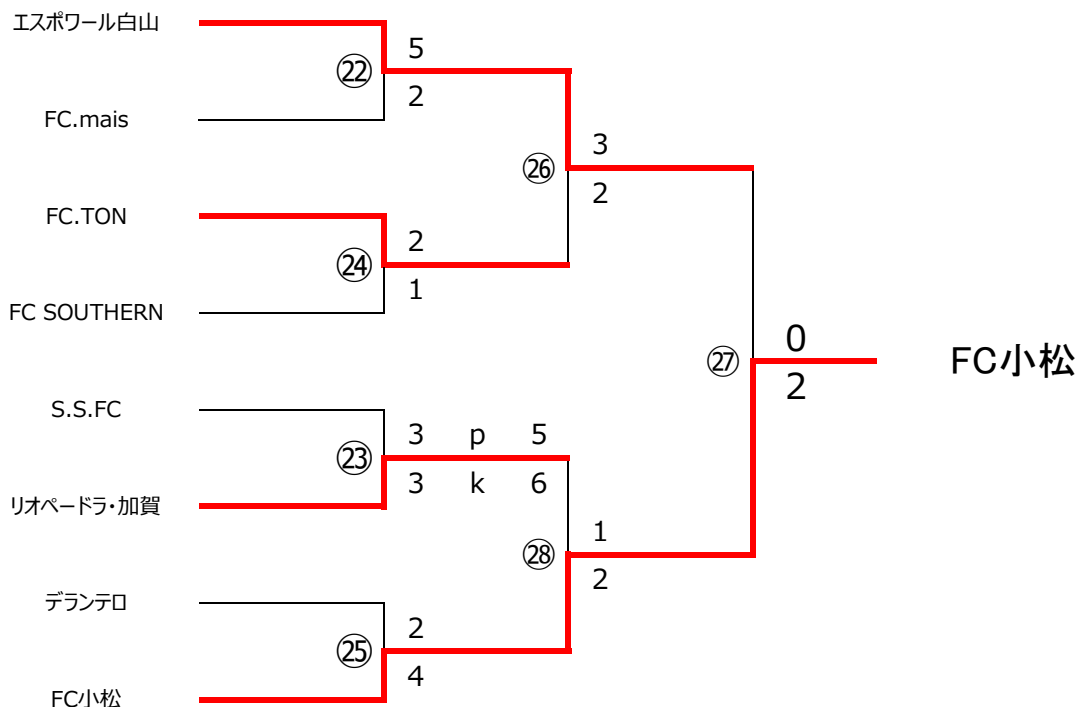 エスポワール白山
㉒
5
2
FC.mais
㉖
3
2
FC.TON
㉔
2
1
FC SOUTHERN
㉗
0
2
FC小松
S.S.FC
㉓
3 p 5
3 k 6
リオペードラ・加賀
㉘
1
2
デランテロ
㉕
2
4
FC小松